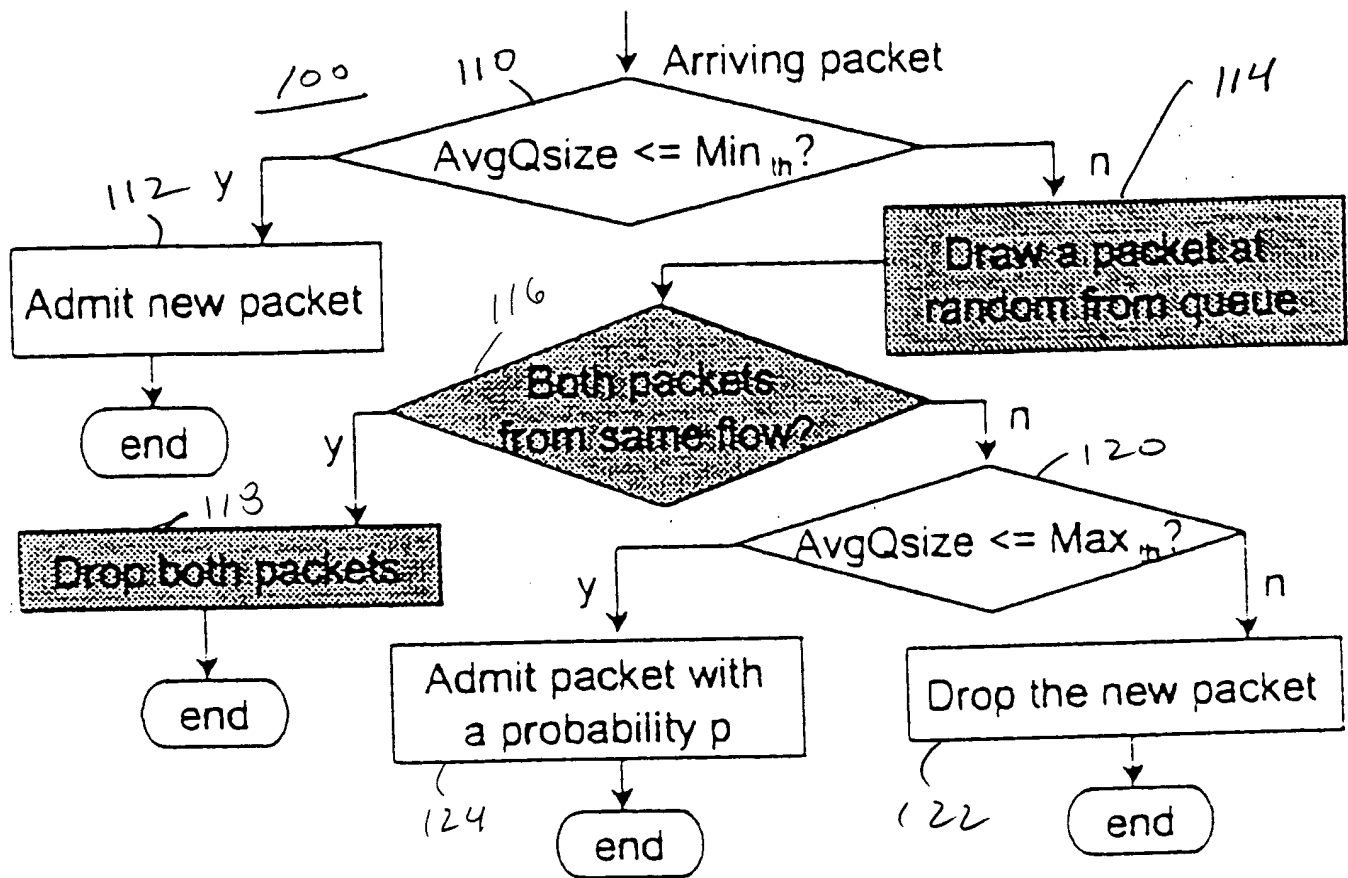 Arriving packet
100
110
114
AvgQsize <= Min th?
112
y
n
Admit new packet
Draw a packet at
random from queue
116
end
Both packets
from same flow?
y
n
118
120
Drop both packets
AvgQsize <= Max th?
y
n
end
Admit packet with
a probability p
Drop the new packet
124
122
end
end